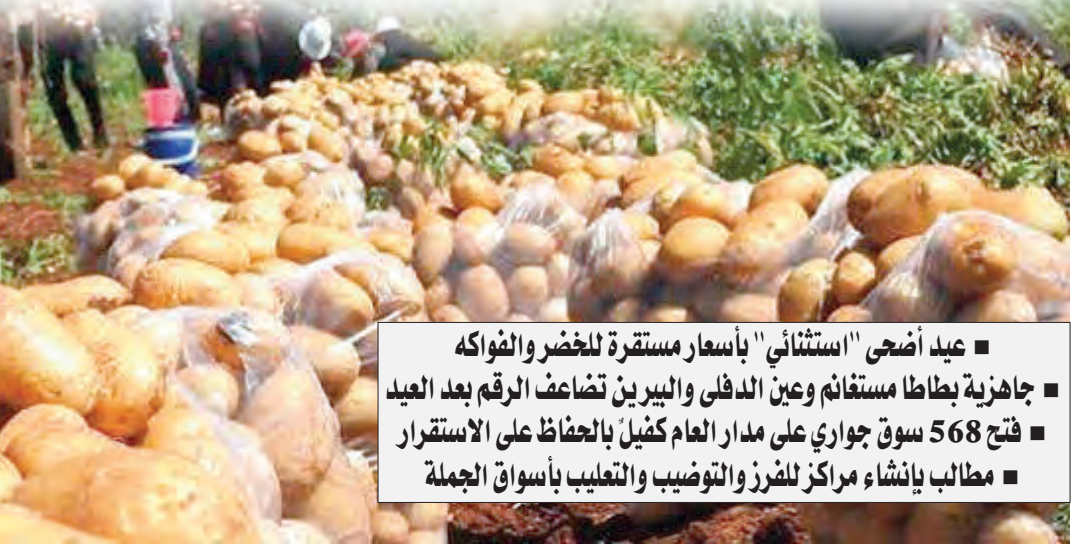 ■ عيد أضحى "استثنائي" بأسعار مستقرة للخضر والفواكه
■ جاهزية بطاطا مستغانم وعين الدفلى والبيرين تضاعف الرقم بعد العيد
■ فتح 568 سوق جواري على مدار العام كفيلٌ بالحفاظ على الاستقرار
■ مطالب بإنشاء مراكز للفرز والتوضيب والتعليب بأسواق الجملة